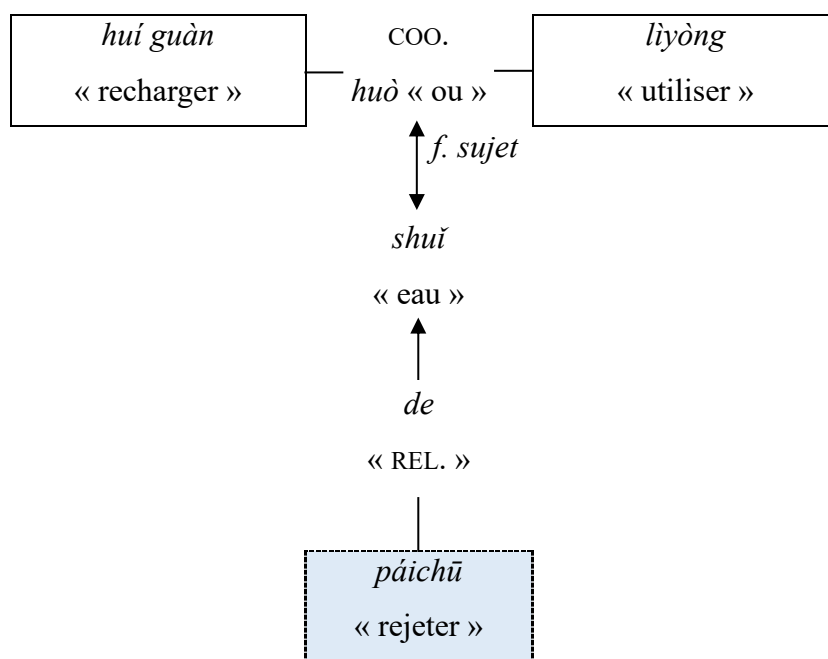 huí guàn
« recharger »
COO.
huò « ou »
lìyòng
« utiliser »
f. sujet
shuǐ
« eau »
de
« REL. »
páichū
« rejeter »